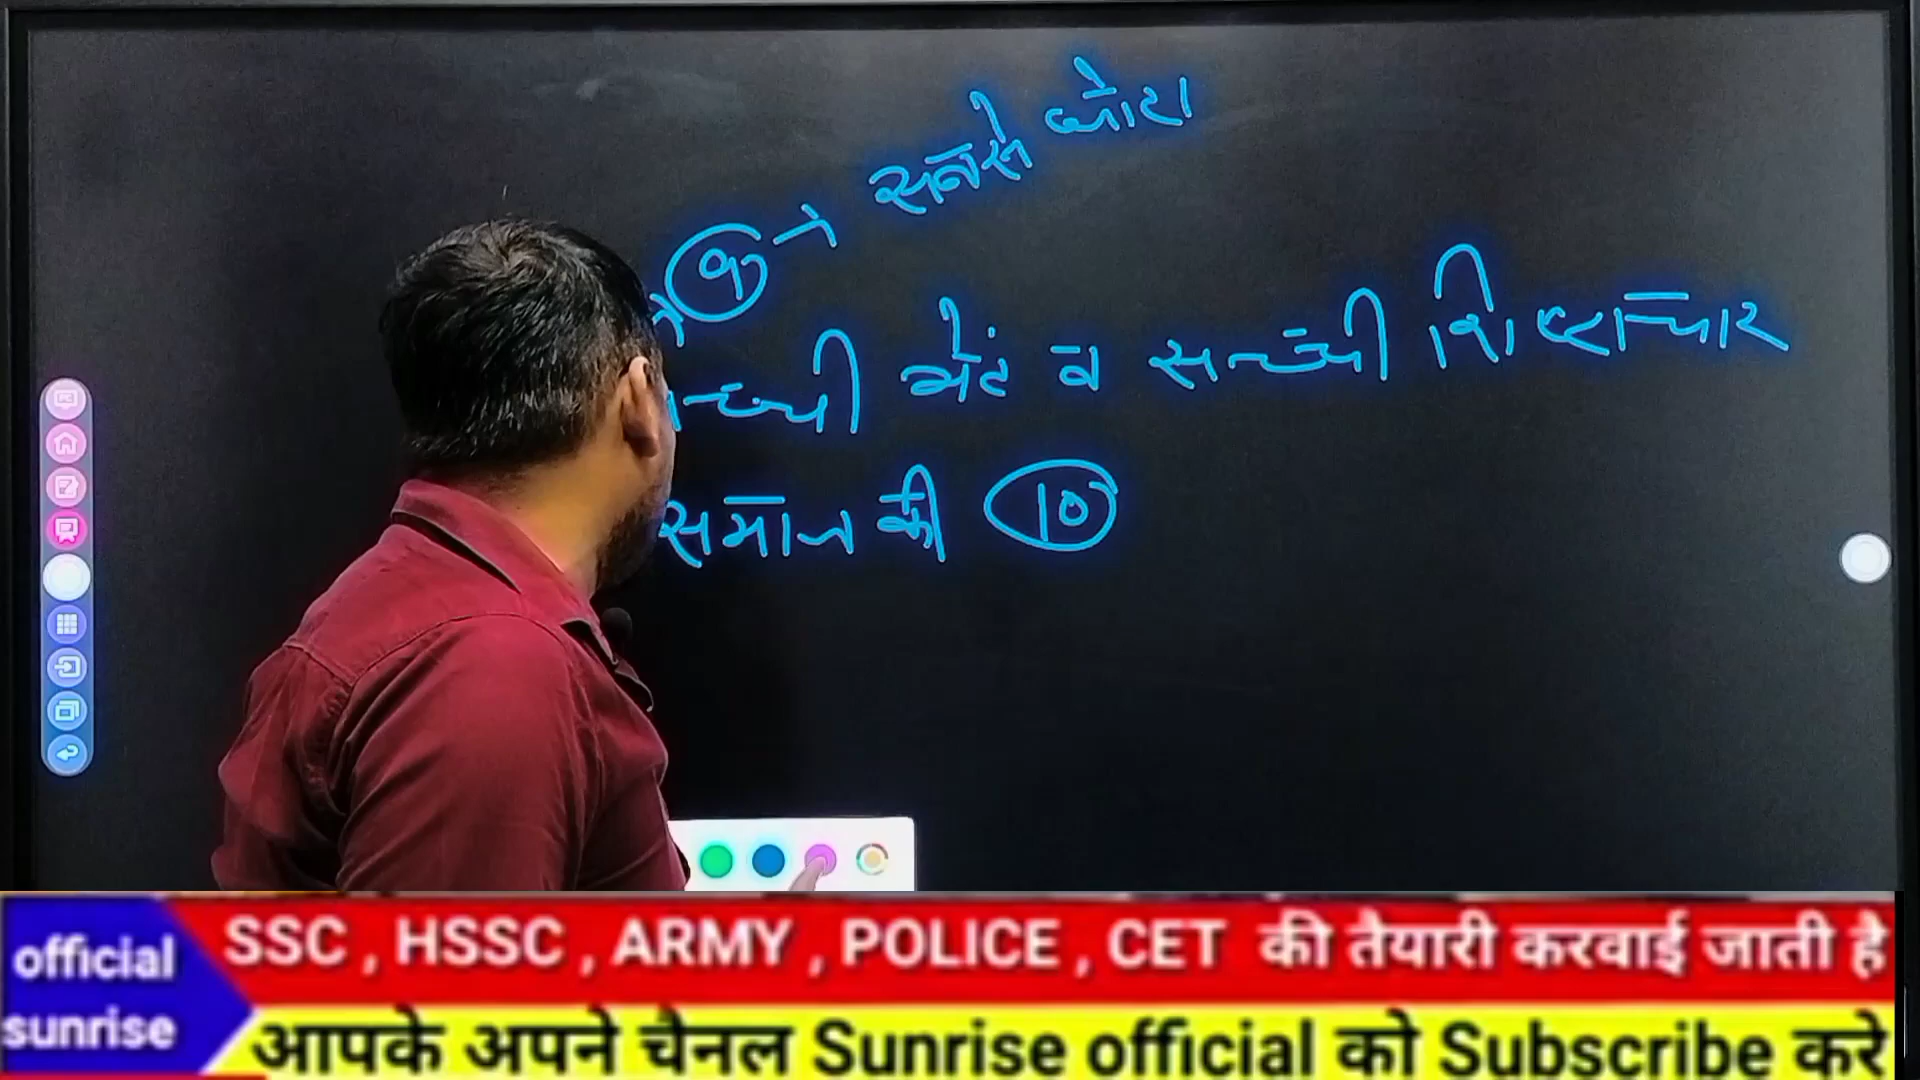 9 → सबसे छोटा
भेंट व सच्ची शिष्टाचार
समाज की 10
official sunrise
SSC , HSSC , ARMY , POLICE , CET की तैयारी करवाई जाती है
आपके अपने चैनल Sunrise official को Subscribe करे